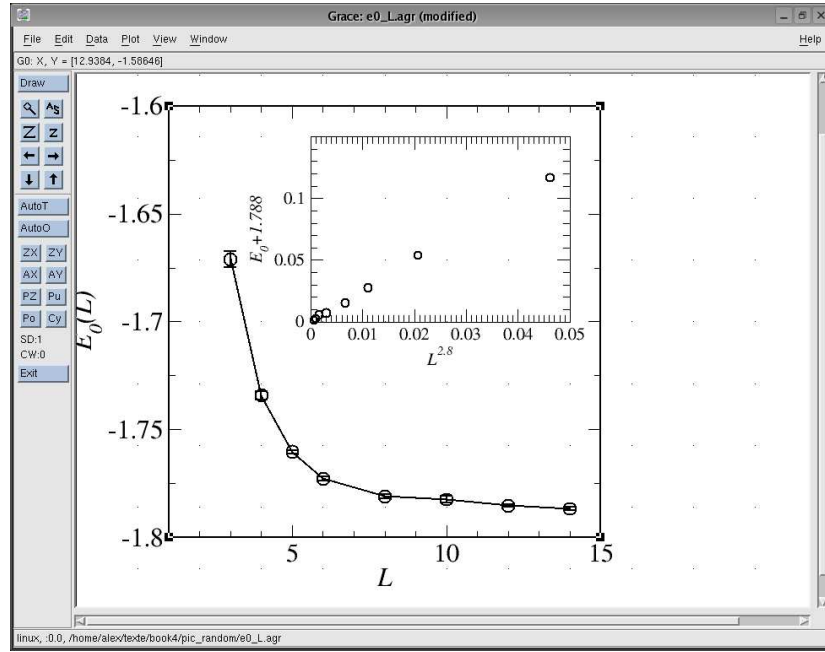 Grace: e0_L.agr (modified)
File Edit Data Plot View Window Help
G0: X, Y = [12.9384, -1.58646]
Draw
A S
Z z
AutoT
AutoO
ZX ZY
AX AY
PZ Pu
Po Cy
SD:1
CW:0
Exit
-1.6
-1.65
-1.7
-1.75
-1.8
E0(L)
5 10 15
L
0.1
0.05
0
E0+1.788
0 0.01 0.02 0.03 0.04 0.05
L^2.8
linux, :0.0, /home/alex/texte/book4/pic_random/e0_L.agr